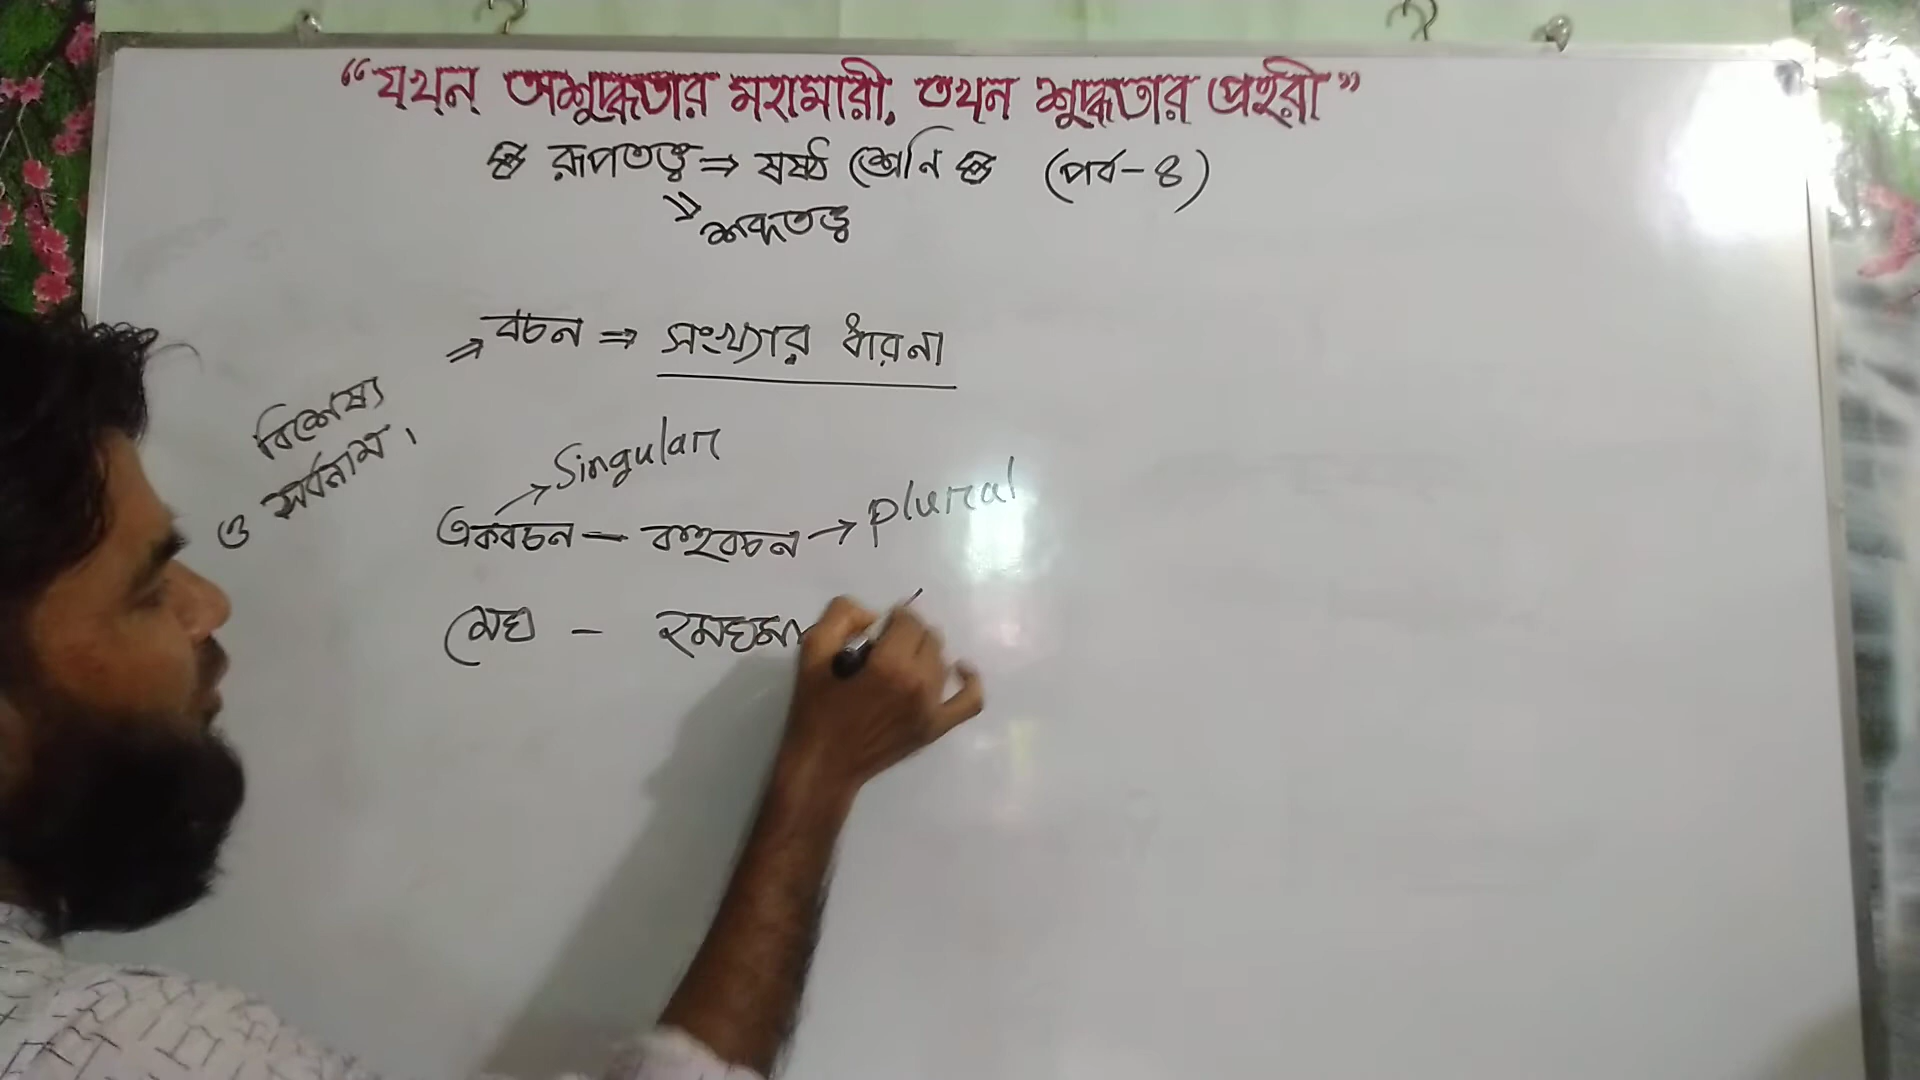 “যখন অশুদ্ধতার মহামারী, তখন শুদ্ধতার প্রহরী”
রূপতত্ত্ব ⇒ ষষ্ঠ শ্রেনি (পর্ব-৪)
শব্দতত্ত্ব
⇒ বচন ⇒ সংখ্যার ধারনা
বিশেষ্য
ও সর্বনাম।
Singular
একবচন — বহুবচন → plural
মেঘ – মেঘমা